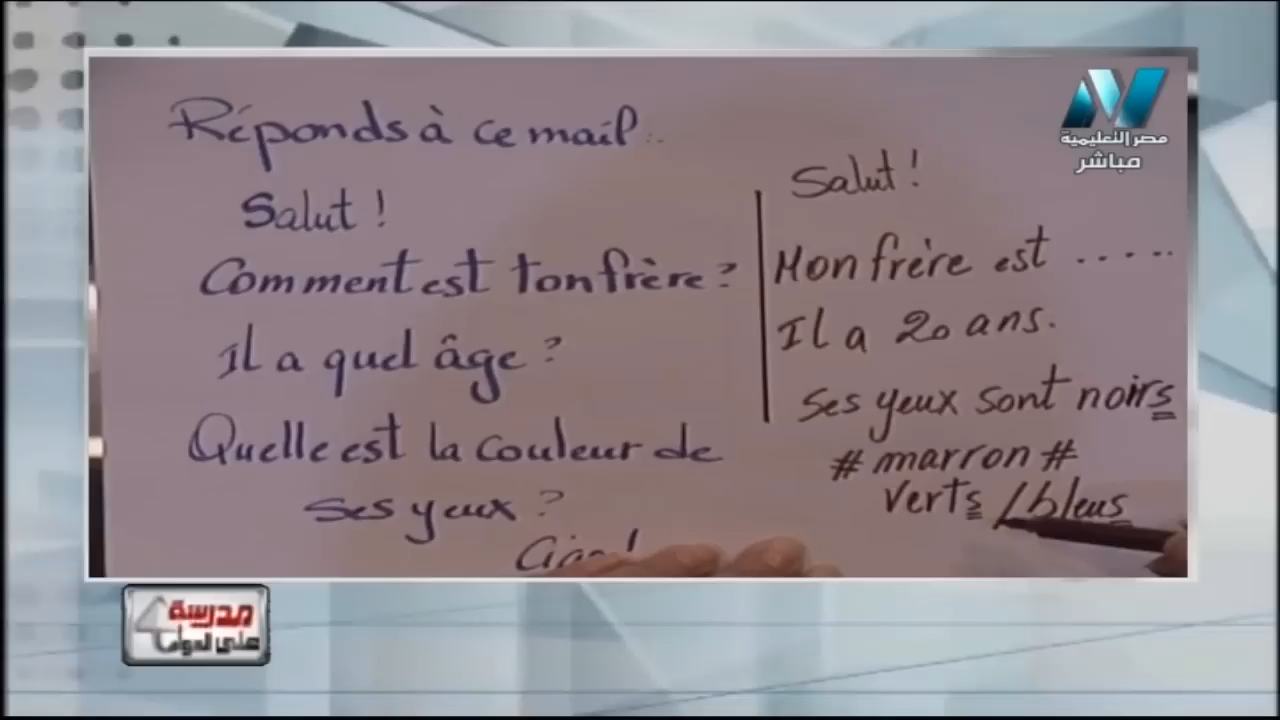 Réponds à ce mail..
Salut !
Comment est ton frère ?
Il a quel âge ?
Quelle est la couleur de
ses yeux ?
Salut !
Mon frère est .....
Il a 20 ans.
Ses yeux sont noirs
# marron #
verts / bleus
مصر التعليمية
مباشر
مدرسة
على الهواء